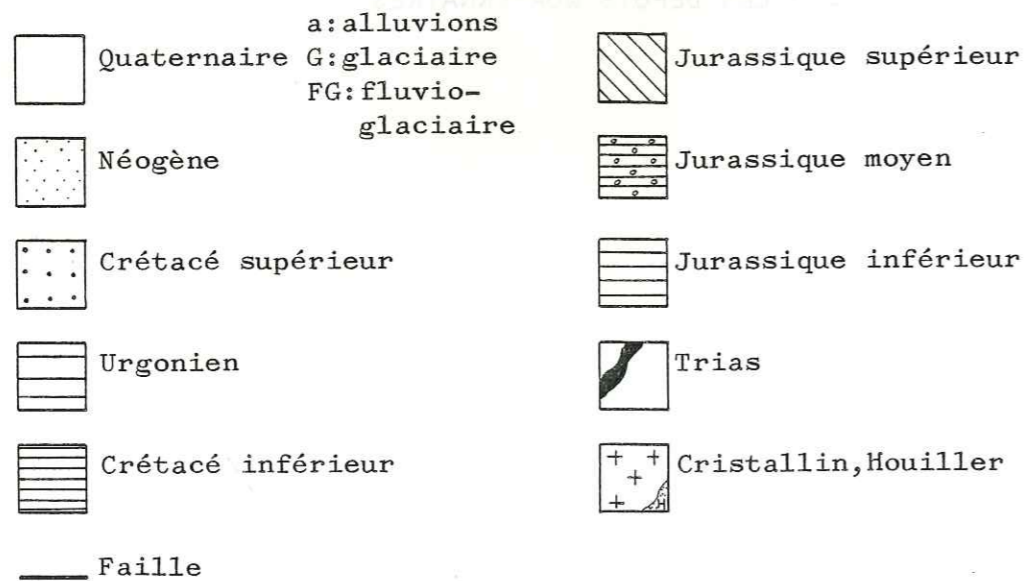 a:alluvions
Quaternaire G:glaciaire
FG:fluvio-
glaciaire
Néogène
Crétacé supérieur
Urgonien
Crétacé inférieur
Faille
Jurassique supérieur
Jurassique moyen
Jurassique inférieur
Trias
Cristallin,Houiller
H